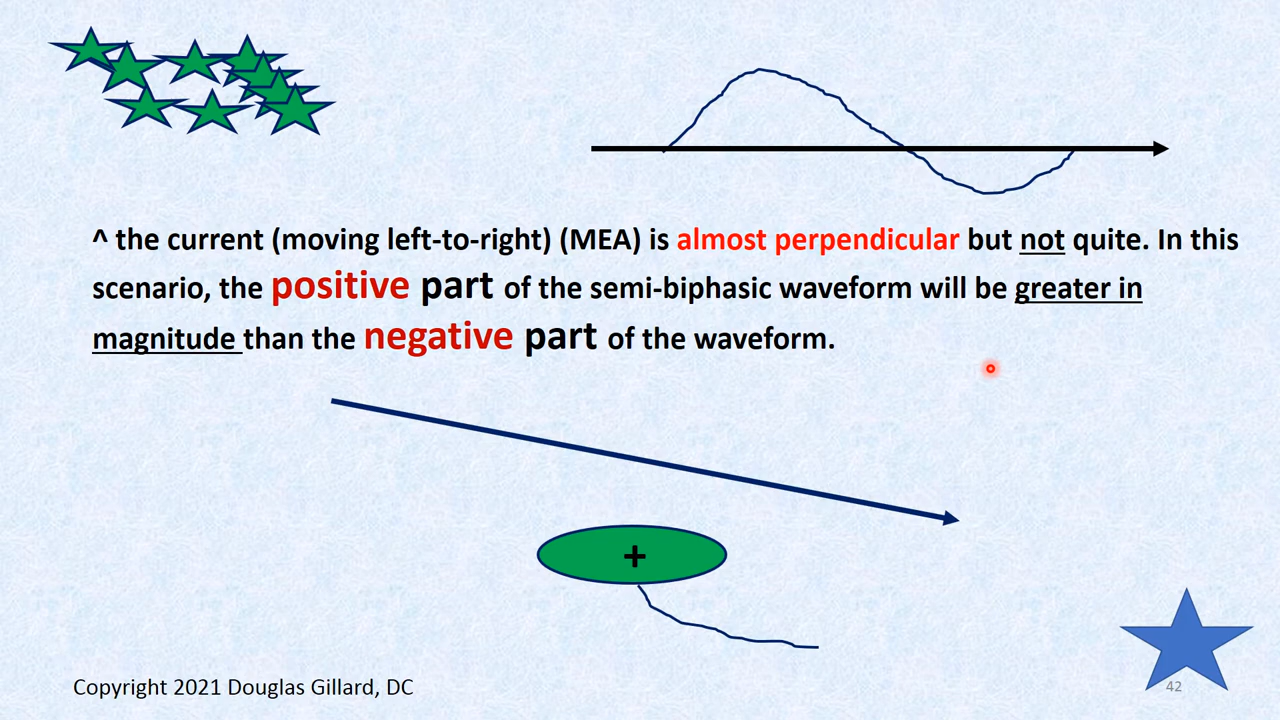 ^ the current (moving left-to-right) (MEA) is almost perpendicular but not quite. In this
scenario, the positive part of the semi-biphasic waveform will be greater in
magnitude than the negative part of the waveform.
+
Copyright 2021 Douglas Gillard, DC
42